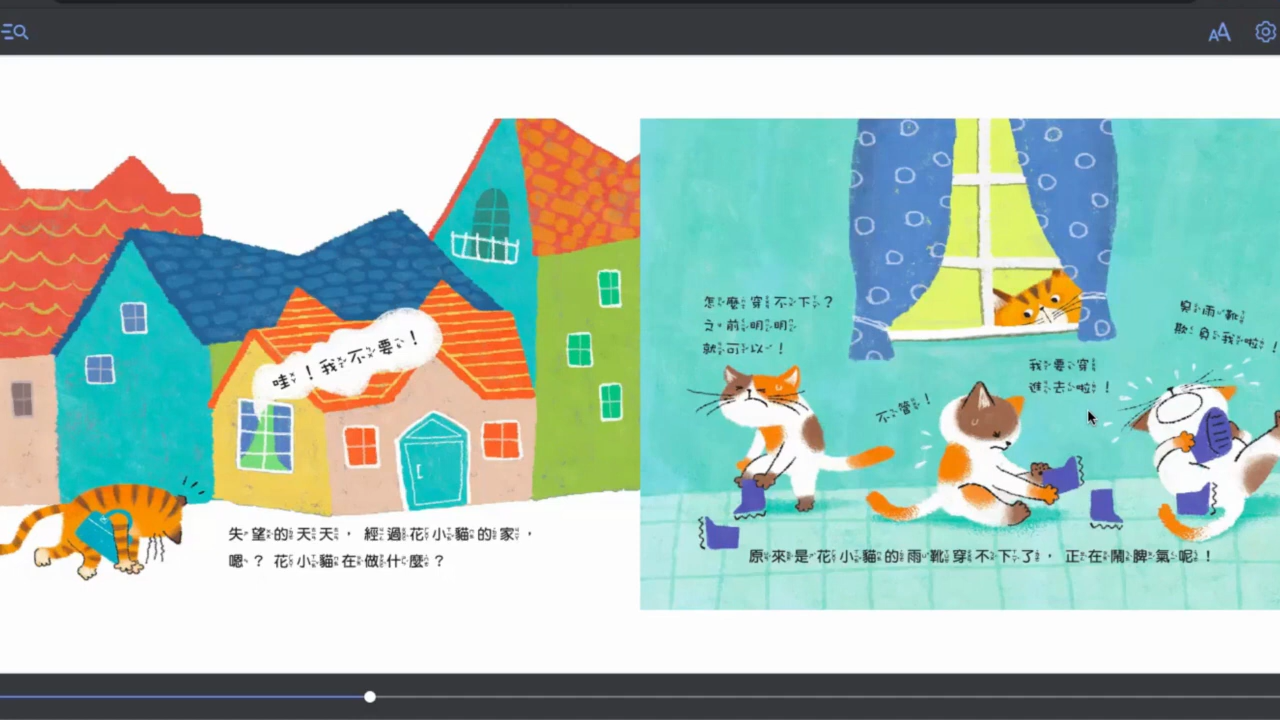 哇！我不要！
失望的天天，經過花小貓的家，
嗯？花小貓在做什麼？
怎麼穿不下？
之前明明明
就可以！
不管！
我要穿
進去啦！
臭雨靴
欺負我啦！
原來是花小貓的雨靴穿不下了，正在鬧脾氣呢！